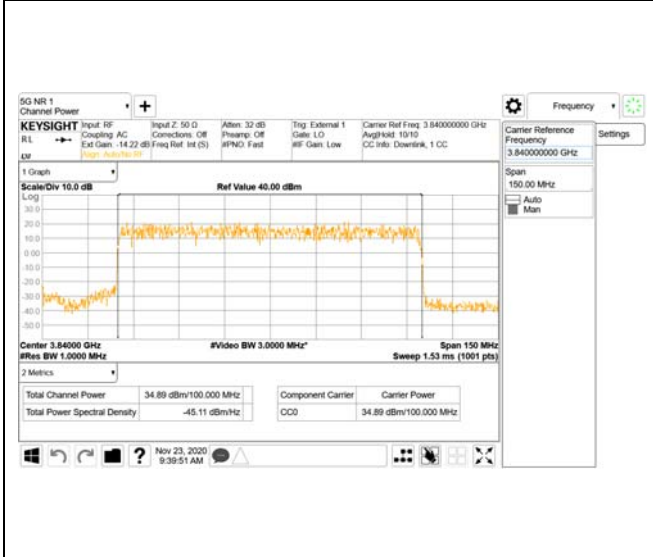 5G NR 1
Channel Power
KEYSIGHT
Input: RF
Input Z: 50 Ω
Atten: 32 dB
Trig: External 1
Carrier Ref Freq: 3.840000000 GHz
RL
Coupling: AC
Corrections: Off
Preamp: Off
Gate: LO
Avg|Hold: 10/10
Ext Gain: -14.22 dB
Freq Ref: Int (S)
#PNO: Fast
#IF Gain: Low
CC Info: Downlink, 1 CC
Align: Auto/No RF
1 Graph
Scale/Div 10.0 dB
Ref Value 40.00 dBm
Log
30.0
20.0
10.0
0.00
-10.0
-20.0
-30.0
-40.0
-50.0
Center 3.84000 GHz
#Video BW 3.0000 MHz*
Span 150 MHz
#Res BW 1.0000 MHz
Sweep 1.53 ms (1001 pts)
2 Metrics
Total Channel Power
34.89 dBm/100.000 MHz
Total Power Spectral Density
-45.11 dBm/Hz
Component Carrier
Carrier Power
CC0
34.89 dBm/100.000 MHz
?
Nov 23, 2020
9:39:51 AM
Frequency
Carrier Reference
Frequency
3.840000000 GHz
Settings
Span
150.00 MHz
Auto
Man